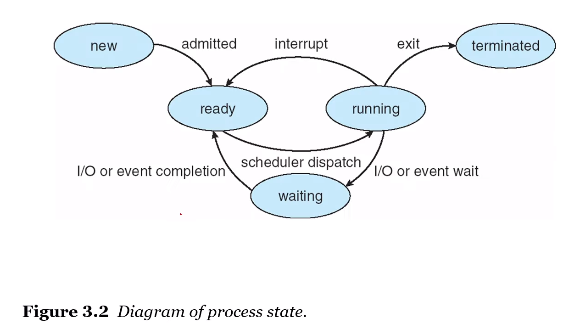 new
admitted
interrupt
exit
terminated
ready
running
scheduler dispatch
I/O or event completion
I/O or event wait
waiting
Figure 3.2 Diagram of process state.